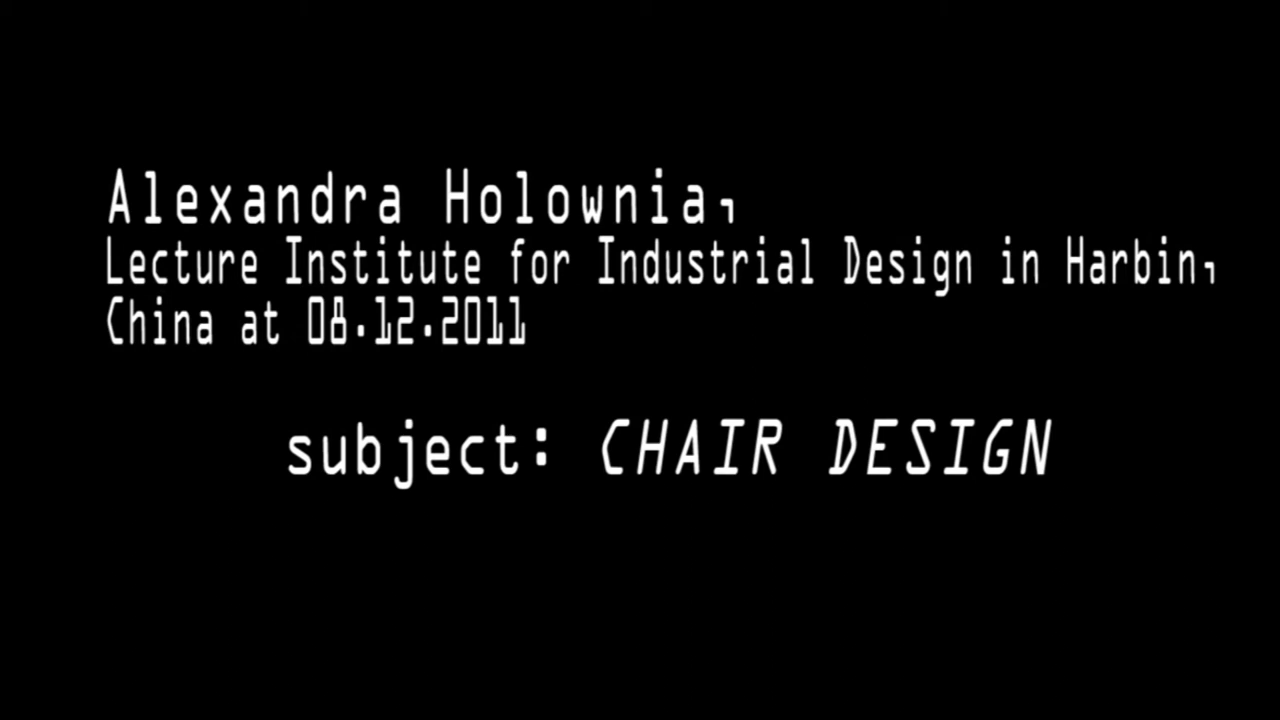 Alexandra Holownia,
Lecture Institute for Industrial Design in Harbin,
China at 08.12.2011
subject: CHAIR DESIGN